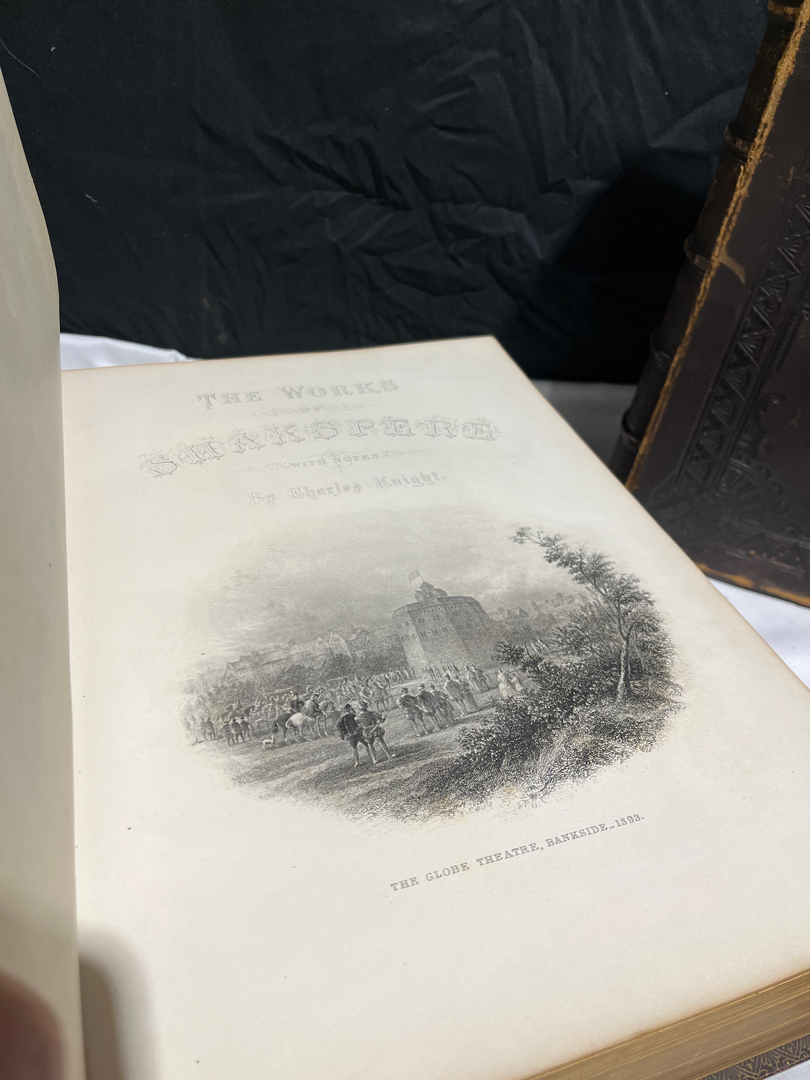 THE WORKS
OF
SHAKSPERE
WITH NOTES
By Charles Knight.
THE GLOBE THEATRE, BANKSIDE_1593.